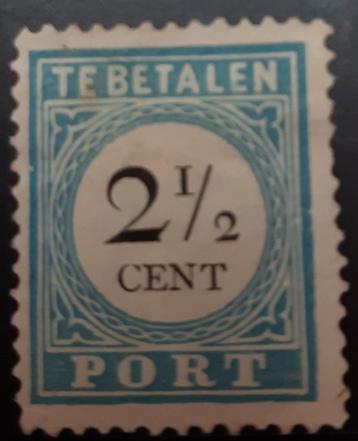 TE BETALEN
2 1/2
CENT
PORT